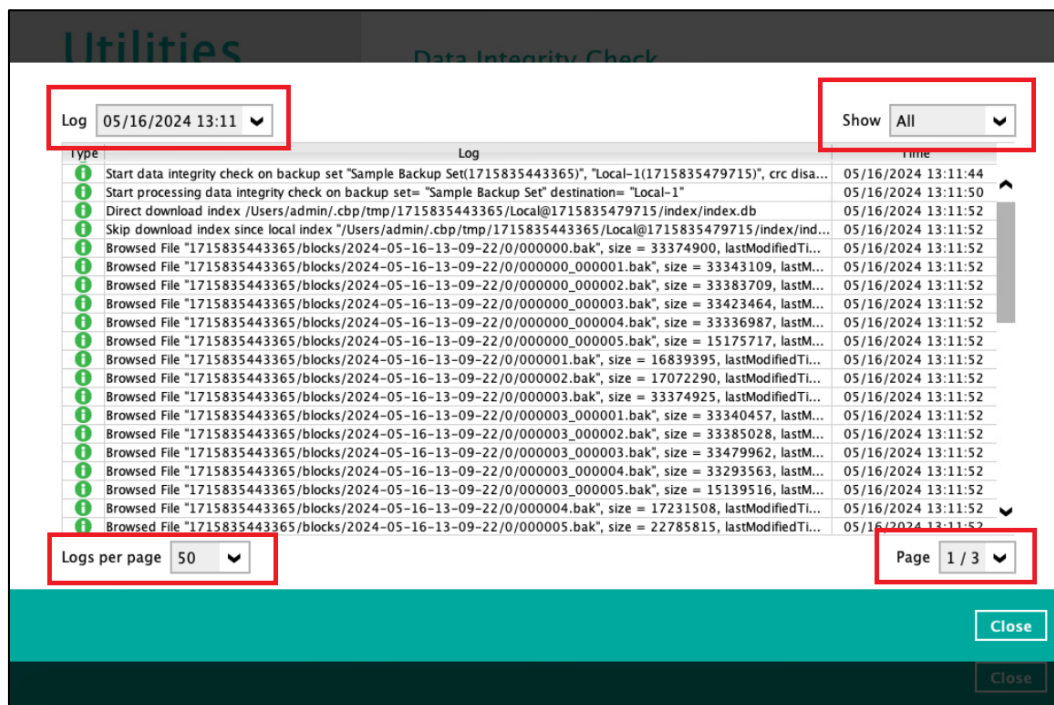 Utilities
Data Integrity Check
Log 05/16/2024 13:11
Show All
Type Log Time
Start data integrity check on backup set "Sample Backup Set(1715835443365)", "Local-1(1715835479715)", crc disa... 05/16/2024 13:11:44
Start processing data integrity check on backup set= "Sample Backup Set" destination= "Local-1" 05/16/2024 13:11:50
Direct download index /Users/admin/.cbp/tmp/1715835443365/Local@1715835479715/index/index.db 05/16/2024 13:11:52
Skip download index since local index "/Users/admin/.cbp/tmp/1715835443365/Local@1715835479715/index/ind... 05/16/2024 13:11:52
Browsed File "1715835443365/blocks/2024-05-16-13-09-22/0/000000.bak", size = 33374900, lastModifiedTi... 05/16/2024 13:11:52
Browsed File "1715835443365/blocks/2024-05-16-13-09-22/0/000000_000001.bak", size = 33343109, lastM... 05/16/2024 13:11:52
Browsed File "1715835443365/blocks/2024-05-16-13-09-22/0/000000_000002.bak", size = 33383709, lastM... 05/16/2024 13:11:52
Browsed File "1715835443365/blocks/2024-05-16-13-09-22/0/000000_000003.bak", size = 33423464, lastM... 05/16/2024 13:11:52
Browsed File "1715835443365/blocks/2024-05-16-13-09-22/0/000000_000004.bak", size = 33336987, lastM... 05/16/2024 13:11:52
Browsed File "1715835443365/blocks/2024-05-16-13-09-22/0/000000_000005.bak", size = 15175717, lastM... 05/16/2024 13:11:52
Browsed File "1715835443365/blocks/2024-05-16-13-09-22/0/000001.bak", size = 16839395, lastModifiedTi... 05/16/2024 13:11:52
Browsed File "1715835443365/blocks/2024-05-16-13-09-22/0/000002.bak", size = 17072290, lastModifiedTi... 05/16/2024 13:11:52
Browsed File "1715835443365/blocks/2024-05-16-13-09-22/0/000003.bak", size = 33374925, lastModifiedTi... 05/16/2024 13:11:52
Browsed File "1715835443365/blocks/2024-05-16-13-09-22/0/000003_000001.bak", size = 33340457, lastM... 05/16/2024 13:11:52
Browsed File "1715835443365/blocks/2024-05-16-13-09-22/0/000003_000002.bak", size = 33385028, lastM... 05/16/2024 13:11:52
Browsed File "1715835443365/blocks/2024-05-16-13-09-22/0/000003_000003.bak", size = 33479962, lastM... 05/16/2024 13:11:52
Browsed File "1715835443365/blocks/2024-05-16-13-09-22/0/000003_000004.bak", size = 33293563, lastM... 05/16/2024 13:11:52
Browsed File "1715835443365/blocks/2024-05-16-13-09-22/0/000003_000005.bak", size = 15139516, lastM... 05/16/2024 13:11:52
Browsed File "1715835443365/blocks/2024-05-16-13-09-22/0/000004.bak", size = 17231508, lastModifiedTi... 05/16/2024 13:11:52
Browsed File "1715835443365/blocks/2024-05-16-13-09-22/0/000005.bak", size = 22785815, lastModifiedTi... 05/16/2024 13:11:52
Logs per page 50
Page 1 / 3
Close
Close